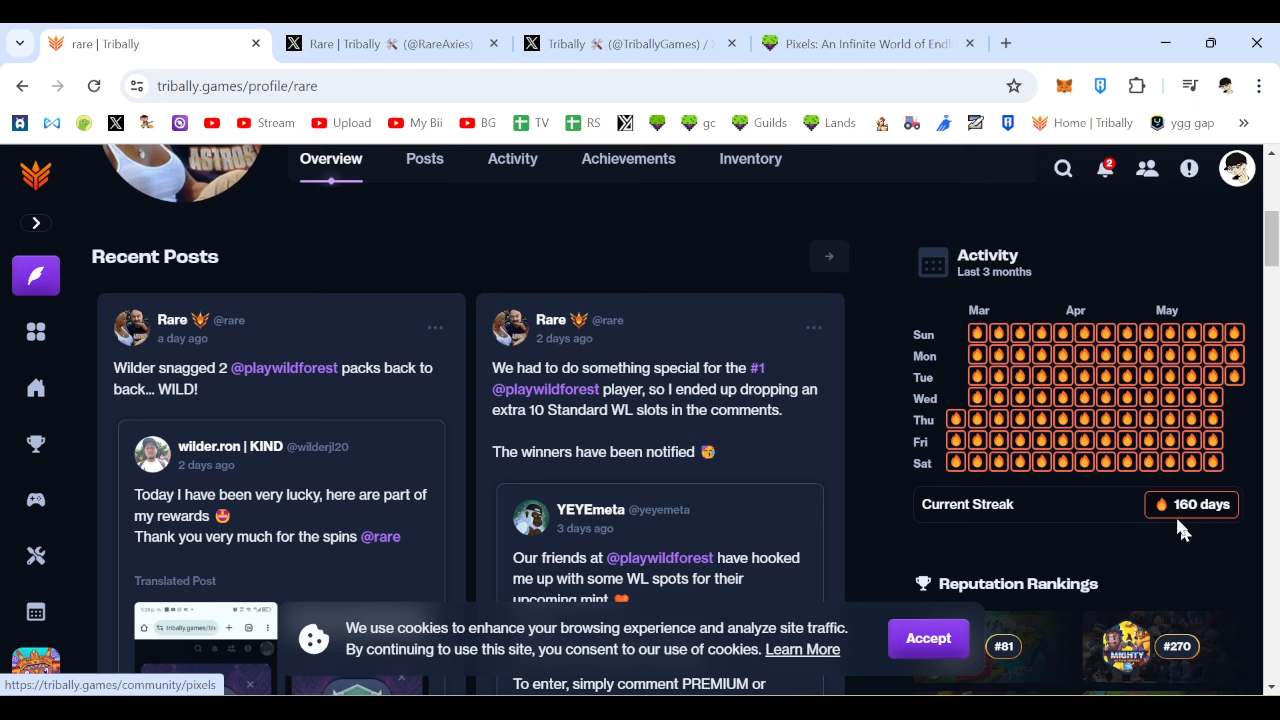 rare | Tribally
Rare | Tribally 🛠 (@RareAxies)
Tribally 🛠 (@TriballyGames) /
Pixels: An Infinite World of Endl
tribally.games/profile/rare
Stream
Upload
My Bii
BG
TV
RS
gc
Guilds
Lands
Home | Tribally
ygg gap
Overview
Posts
Activity
Achievements
Inventory
2
Recent Posts
Rare @rare
a day ago
Wilder snagged 2 @playwildforest packs back to
back... WILD!
wilder.ron | KIND @wilderjl20
2 days ago
Today I have been very lucky, here are part of
my rewards 🤩
Thank you very much for the spins @rare
Translated Post
tribally.games/bl
Rare @rare
2 days ago
We had to do something special for the #1
@playwildforest player, so I ended up dropping an
extra 10 Standard WL slots in the comments.
The winners have been notified 🥳
YEYEmeta @yeyemeta
3 days ago
Our friends at @playwildforest have hooked
me up with some WL spots for their
upcoming mint
To enter, simply comment PREMIUM or
Activity
Last 3 months
Mar Apr May
Sun
Mon
Tue
Wed
Thu
Fri
Sat
Current Streak
🔥 160 days
Reputation Rankings
#81
MIGHTY
#270
We use cookies to enhance your browsing experience and analyze site traffic.
By continuing to use this site, you consent to our use of cookies. Learn More
Accept
https://tribally.games/community/pixels